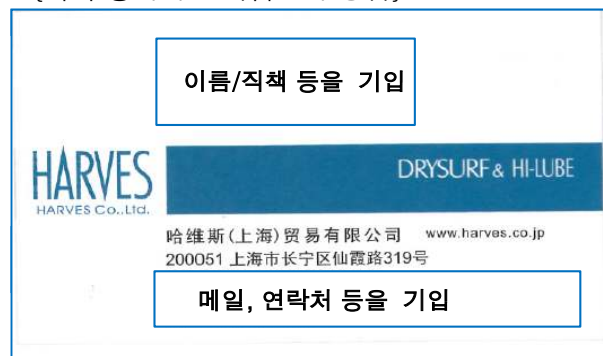 이름/직책 등을 기입
HARVES
HARVES Co.,Ltd.
DRYSURF & HI-LUBE
哈维斯(上海)贸易有限公司 www.harves.co.jp
200051 上海市长宁区仙霞路319号
메일, 연락처 등을 기입